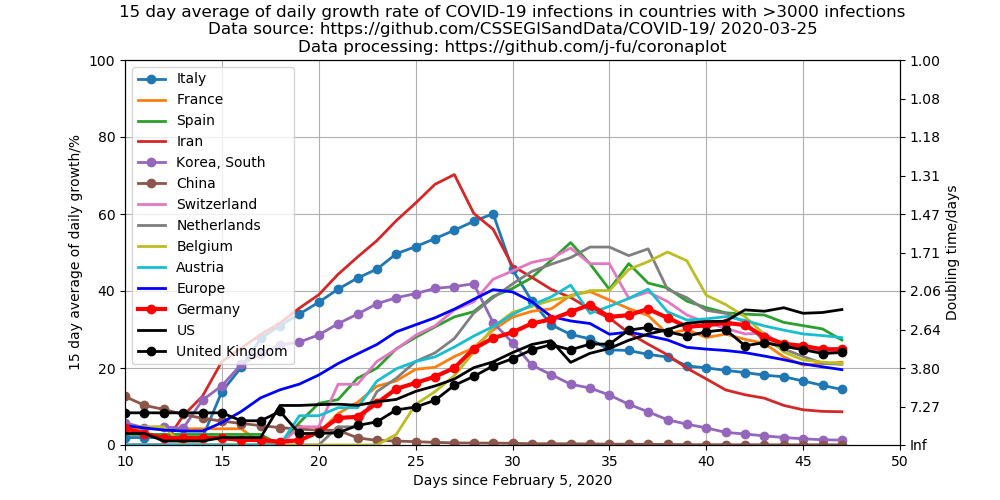 15 day average of daily growth rate of COVID-19 infections in countries with >3000 infections
Data source: https://github.com/CSSEGISandData/COVID-19/ 2020-03-25
Data processing: https://github.com/j-fu/coronaplot
15 day average of daily growth/%
100
80
60
40
20
0
Italy
France
Spain
Iran
Korea, South
China
Switzerland
Netherlands
Belgium
Austria
Europe
Germany
US
United Kingdom
1.00
1.08
1.18
1.31
1.47
1.71
2.06
2.64
3.80
7.27
Inf
Doubling time/days
10 15 20 25 30 35 40 45 50
Days since February 5, 2020